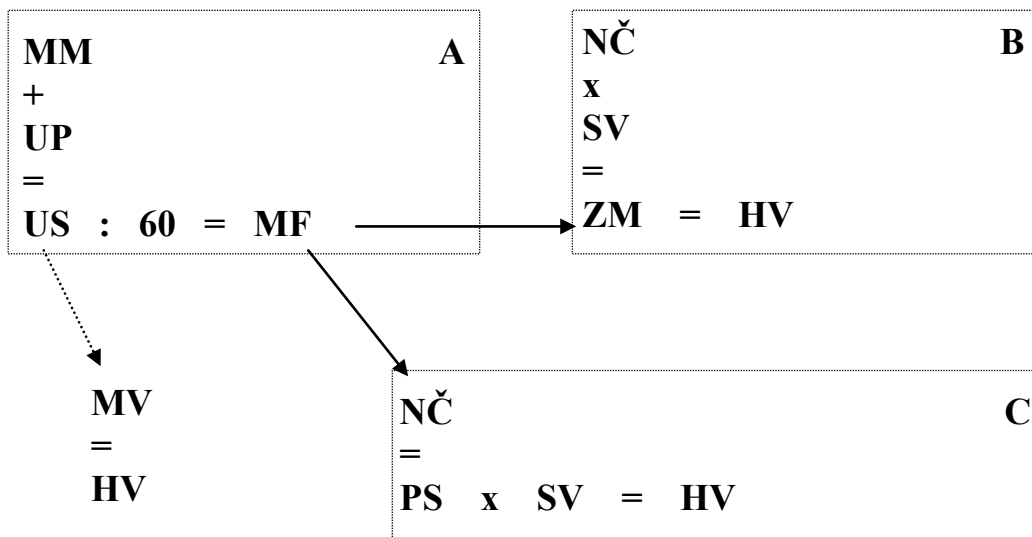 MM A
+
UP
=
US : 60 = MF
NČ B
x
SV
=
ZM = HV
MV
=
HV
NČ C
=
PS x SV = HV